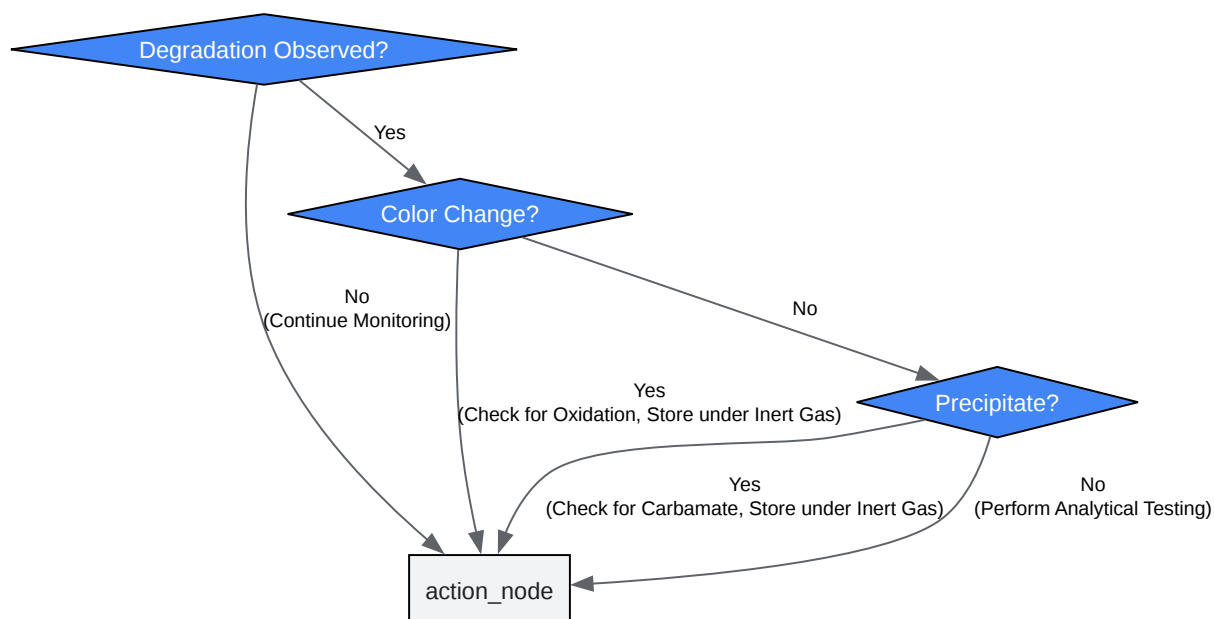 Degradation Observed?
Yes
Color Change?
No
(Continue Monitoring)
No
Yes
(Check for Oxidation, Store under Inert Gas)
Precipitate?
Yes
(Check for Carbamate, Store under Inert Gas)
No
(Perform Analytical Testing)
action_node